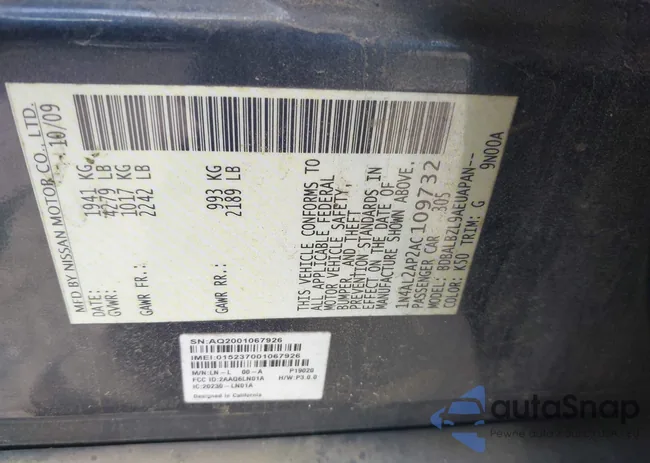 MFD BY NISSAN MOTOR CO., LTD.
DATE: 10/09
GVWR: 1941 KG
4279 LB
GAWR FR.: 1017 KG
2242 LB
GAWR RR.: 993 KG
2189 LB
THIS VEHICLE CONFORMS TO
ALL APPLICABLE FEDERAL
MOTOR VEHICLE SAFETY,
BUMPER, AND THEFT
PREVENTION STANDARDS IN
EFFECT ON THE DATE OF
MANUFACTURE SHOWN ABOVE.
1N4AL2AP2AC109732
PASSENGER CAR 305
MODEL: BDBALBZL9AEUAPAN--
COLOR: K50 TRIM: G 9N00A
SN:AQ2001067926
IMEI:015237001067926
M/N:LN-L 00-A P19026
FCC ID:2AAQ6LN01A H/W:P3.0.0
IC:20230-LN01A
Designed in California
autoSnap
Pewne auto z